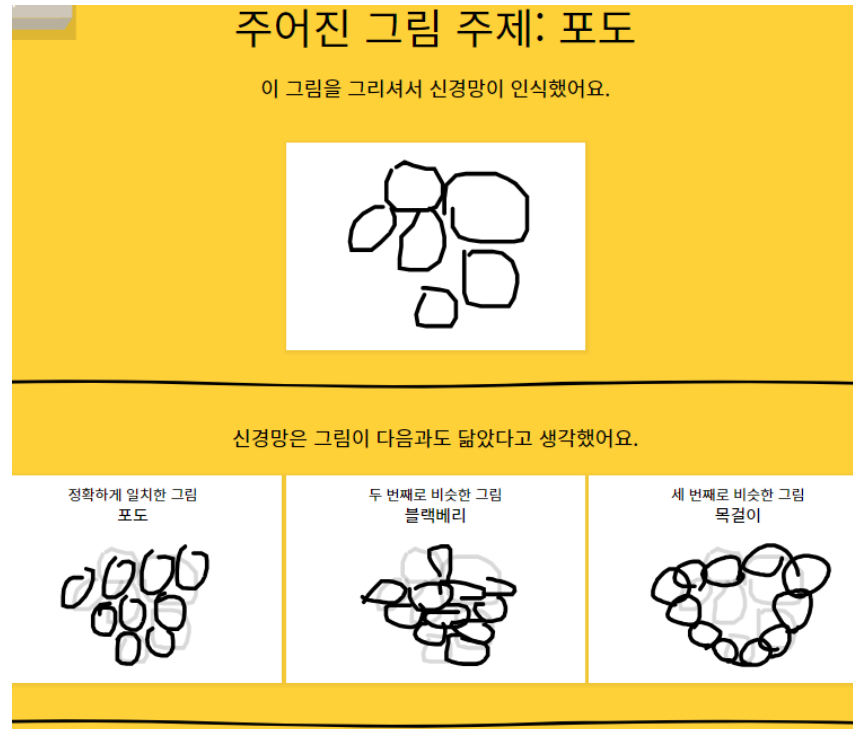 주어진 그림 주제: 포도
이 그림을 그리셔서 신경망이 인식했어요.
신경망은 그림이 다음과도 닮았다고 생각했어요.
정확하게 일치한 그림
포도
두 번째로 비슷한 그림
블랙베리
세 번째로 비슷한 그림
목걸이